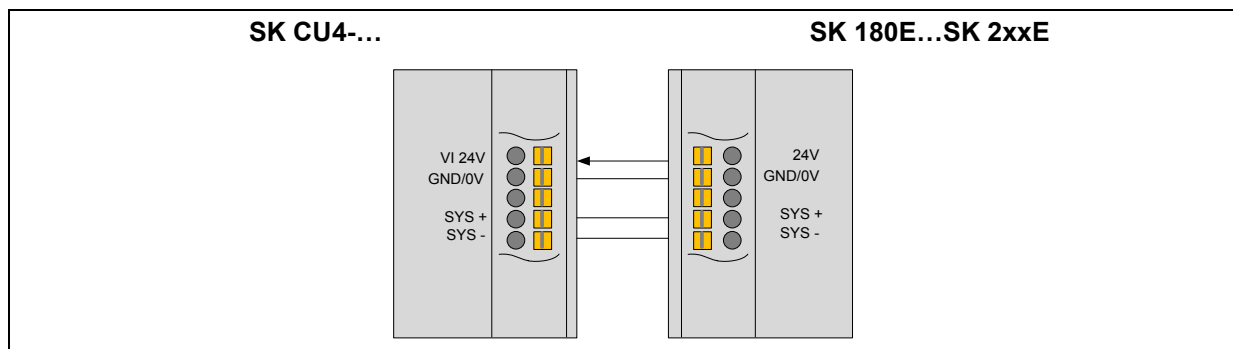 SK CU4-… SK 180E…SK 2xxE
VI 24V 24V
GND/0V GND/0V
SYS + SYS +
SYS - SYS -